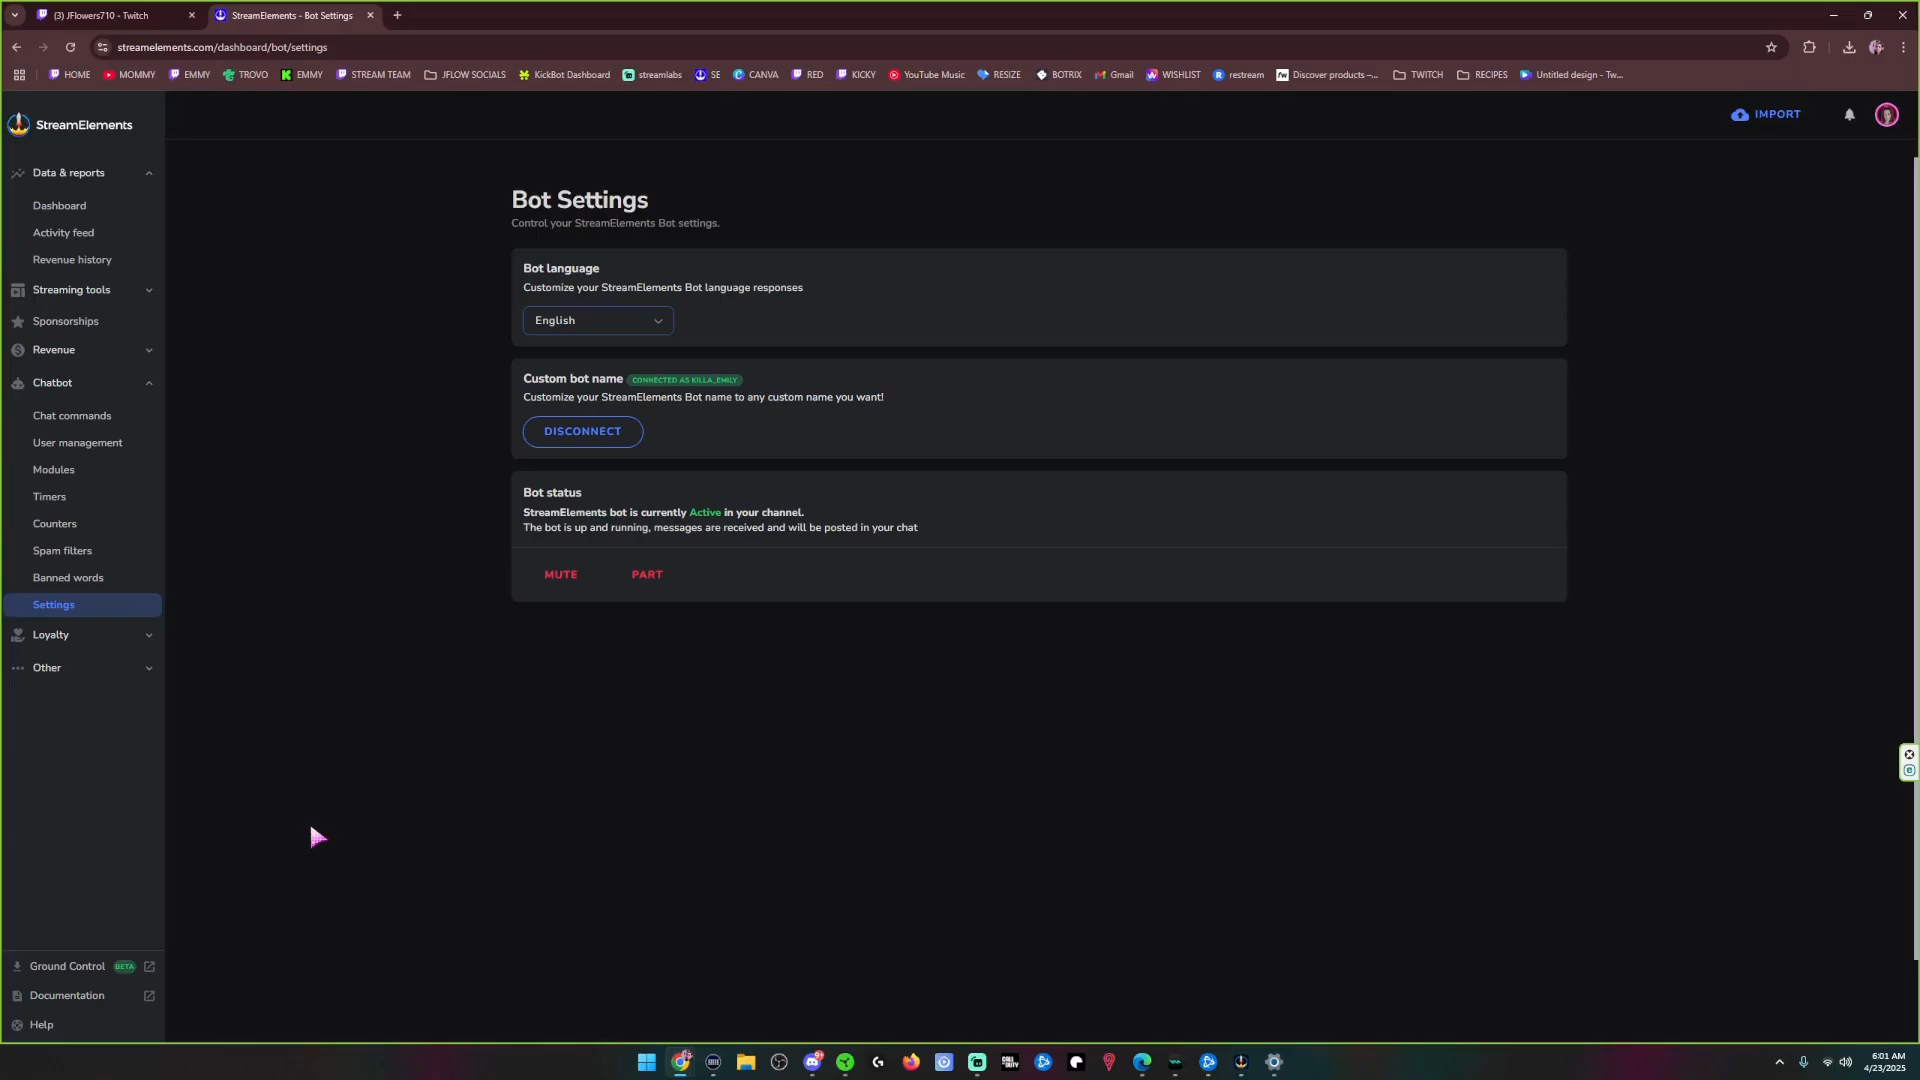 (3) JFlowers710 - Twitch
StreamElements - Bot Settings
streamelements.com/dashboard/bot/settings
HOME MOMMY EMMY TROVO EMMY STREAM TEAM JFLOW SOCIALS KickBot Dashboard streamlabs SE CANVA RED KICKY YouTube Music RESIZE BOTRIX Gmail WISHLIST restream Discover products –... TWITCH RECIPES Untitled design - Tw...
StreamElements
IMPORT
Data & reports
Dashboard
Activity feed
Revenue history
Streaming tools
Sponsorships
Revenue
Chatbot
Chat commands
User management
Modules
Timers
Counters
Spam filters
Banned words
Settings
Loyalty
Other
Ground Control BETA
Documentation
Help
Bot Settings
Control your StreamElements Bot settings.
Bot language
Customize your StreamElements Bot language responses
English
Custom bot name CONNECTED AS KILLA_EMILY
Customize your StreamElements Bot name to any custom name you want!
DISCONNECT
Bot status
StreamElements bot is currently Active in your channel.
The bot is up and running, messages are received and will be posted in your chat
MUTE PART
CALL OF DUTY
6:01 AM
4/23/2025